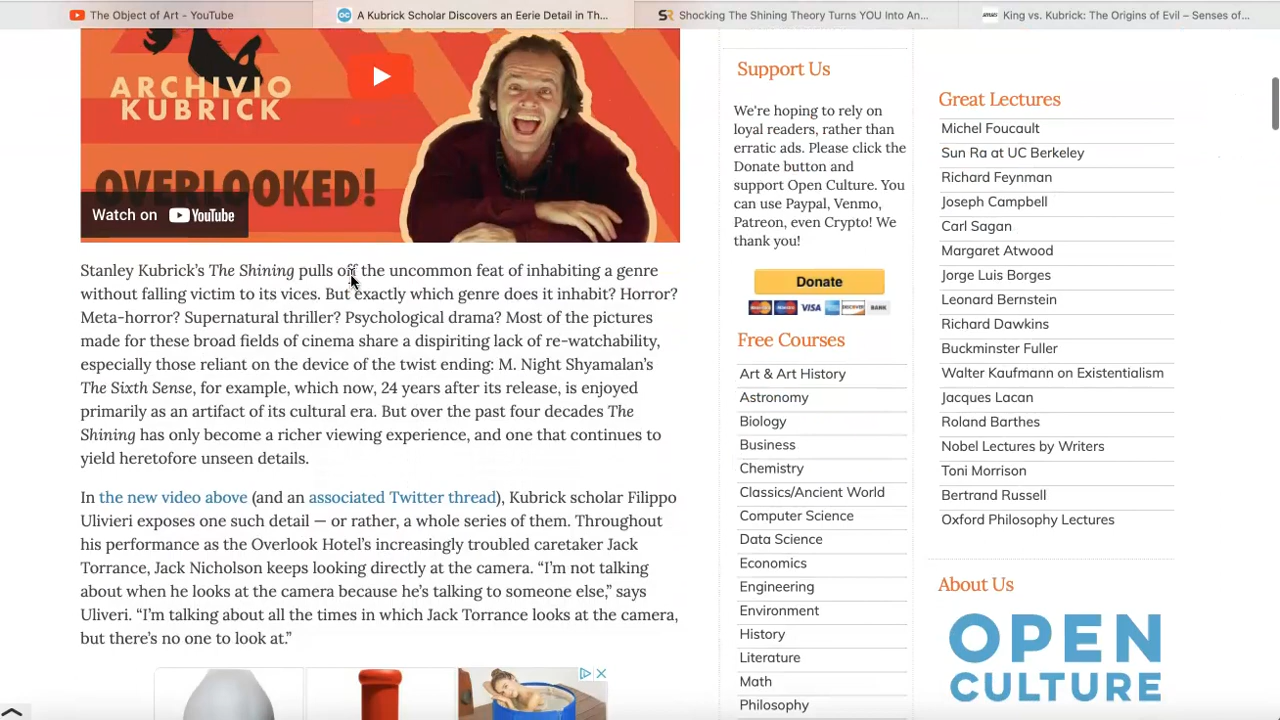 The Object of Art - YouTube
A Kubrick Scholar Discovers an Eerie Detail in Th...
Shocking The Shining Theory Turns YOU Into An...
King vs. Kubrick: The Origins of Evil – Senses of...
ARCHIVIO
KUBRICK
OVERLOOKED!
Watch on YouTube
Stanley Kubrick's The Shining pulls off the uncommon feat of inhabiting a genre
without falling victim to its vices. But exactly which genre does it inhabit? Horror?
Meta-horror? Supernatural thriller? Psychological drama? Most of the pictures
made for these broad fields of cinema share a dispiriting lack of re-watchability,
especially those reliant on the device of the twist ending: M. Night Shyamalan's
The Sixth Sense, for example, which now, 24 years after its release, is enjoyed
primarily as an artifact of its cultural era. But over the past four decades The
Shining has only become a richer viewing experience, and one that continues to
yield heretofore unseen details.
In the new video above (and an associated Twitter thread), Kubrick scholar Filippo
Ulivieri exposes one such detail — or rather, a whole series of them. Throughout
his performance as the Overlook Hotel's increasingly troubled caretaker Jack
Torrance, Jack Nicholson keeps looking directly at the camera. “I'm not talking
about when he looks at the camera because he's talking to someone else,” says
Uliveri. “I'm talking about all the times in which Jack Torrance looks at the camera,
but there's no one to look at.”
Support Us
We're hoping to rely on
loyal readers, rather than
erratic ads. Please click the
Donate button and
support Open Culture. You
can use Paypal, Venmo,
Patreon, even Crypto! We
thank you!
Donate
VISA
DISCOVER
BANK
Free Courses
Art & Art History
Astronomy
Biology
Business
Chemistry
Classics/Ancient World
Computer Science
Data Science
Economics
Engineering
Environment
History
Literature
Math
Philosophy
Great Lectures
Michel Foucault
Sun Ra at UC Berkeley
Richard Feynman
Joseph Campbell
Carl Sagan
Margaret Atwood
Jorge Luis Borges
Leonard Bernstein
Richard Dawkins
Buckminster Fuller
Walter Kaufmann on Existentialism
Jacques Lacan
Roland Barthes
Nobel Lectures by Writers
Toni Morrison
Bertrand Russell
Oxford Philosophy Lectures
About Us
OPEN
CULTURE